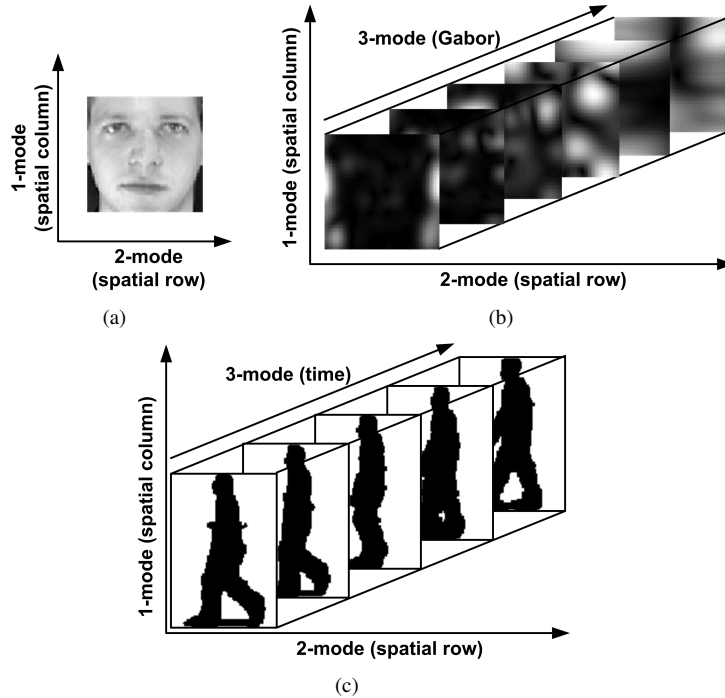 1-mode
(spatial column)
2-mode
(spatial row)
(a)
3-mode (Gabor)
1-mode (spatial column)
2-mode (spatial row)
(b)
3-mode (time)
1-mode (spatial column)
2-mode (spatial row)
(c)